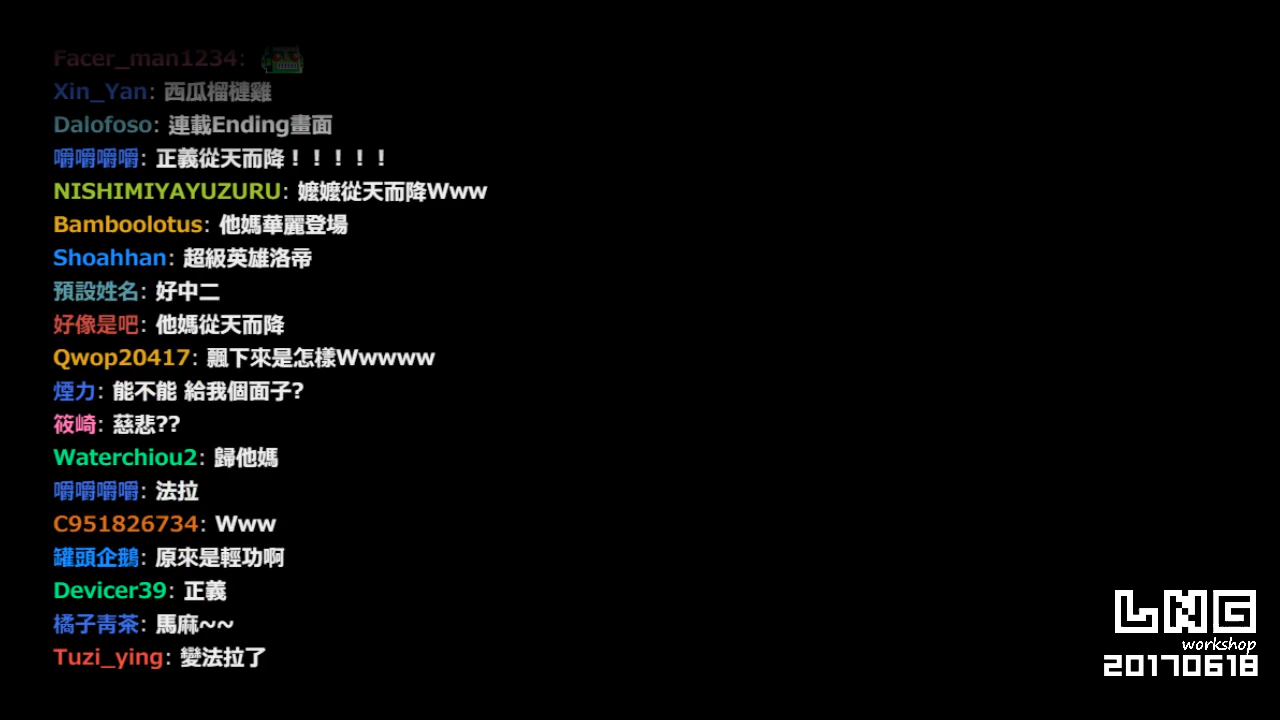 Facer_man1234:
Xin_Yan: 西瓜榴槤雞
Dalofoso: 連載Ending畫面
嚼嚼嚼嚼: 正義從天而降！！！！！
NISHIMIYAYUZURU: 嬤嬤從天而降Www
Bamboolotus: 他媽華麗登場
Shoahhan: 超級英雄洛帝
預設姓名: 好中二
好像是吧: 他媽從天而降
Qwop20417: 飄下來是怎樣Wwwww
煙力: 能不能 給我個面子?
筱崎: 慈悲??
Waterchiou2: 歸他媽
嚼嚼嚼嚼: 法拉
C951826734: Www
罐頭企鵝: 原來是輕功啊
Devicer39: 正義
橘子青茶: 馬麻~~
Tuzi_ying: 變法拉了
LNG
workshop
20170618